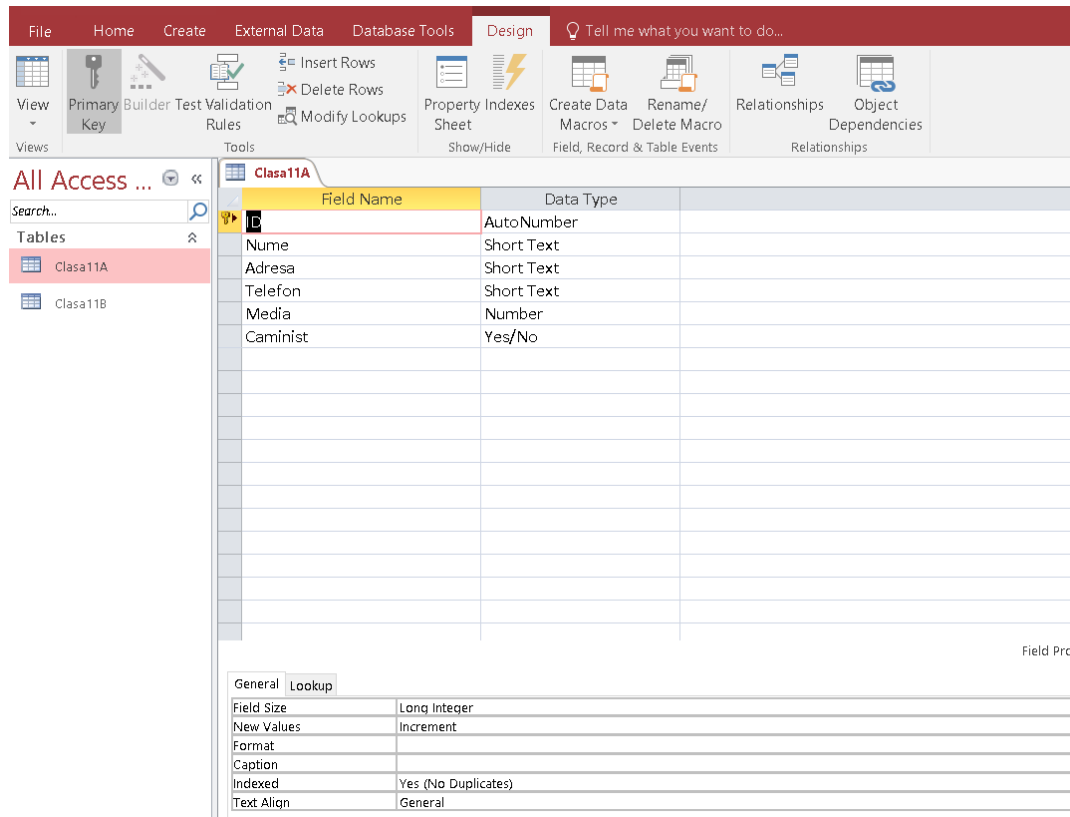 File Home Create External Data Database Tools Design Tell me what you want to do...
View Primary Key Builder Test Validation Rules Insert Rows Delete Rows Modify Lookups Property Sheet Indexes Create Data Macros Rename/ Delete Macro Relationships Object Dependencies
Views Tools Show/Hide Field, Record & Table Events Relationships
All Access ... «
Search...
Tables
Clasa11A
Clasa11B
Clasa11A
Field Name Data Type
ID AutoNumber
Nume Short Text
Adresa Short Text
Telefon Short Text
Media Number
Caminist Yes/No
Field Pro
General Lookup
Field Size Long Integer
New Values Increment
Format
Caption
Indexed Yes (No Duplicates)
Text Align General